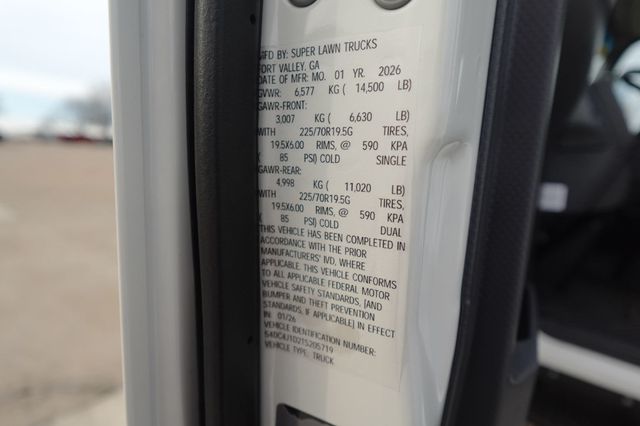 MFD BY: SUPER LAWN TRUCKS
FORT VALLEY, GA
DATE OF MFR: MO. 01 YR. 2026
GVWR: 6,577 KG ( 14,500 LB)
GAWR-FRONT:
3,007 KG ( 6,630 LB)
WITH 225/70R19.5G TIRES,
19.5X6.00 RIMS, @ 590 KPA
( 85 PSI) COLD SINGLE
GAWR-REAR:
4,998 KG ( 11,020 LB)
WITH 225/70R19.5G TIRES,
19.5X6.00 RIMS, @ 590 KPA
( 85 PSI) COLD DUAL
THIS VEHICLE HAS BEEN COMPLETED IN
ACCORDANCE WITH THE PRIOR
MANUFACTURERS' IVD, WHERE
APPLICABLE. THIS VEHICLE CONFORMS
TO ALL APPLICABLE FEDERAL MOTOR
VEHICLE SAFETY STANDARDS, [AND
BUMPER AND THEFT PREVENTION
STANDARDS, IF APPLICABLE] IN EFFECT
IN: 01/26
VEHICLE IDENTIFICATION NUMBER:
54DC4J1D2TS205719
VEHICLE TYPE: TRUCK